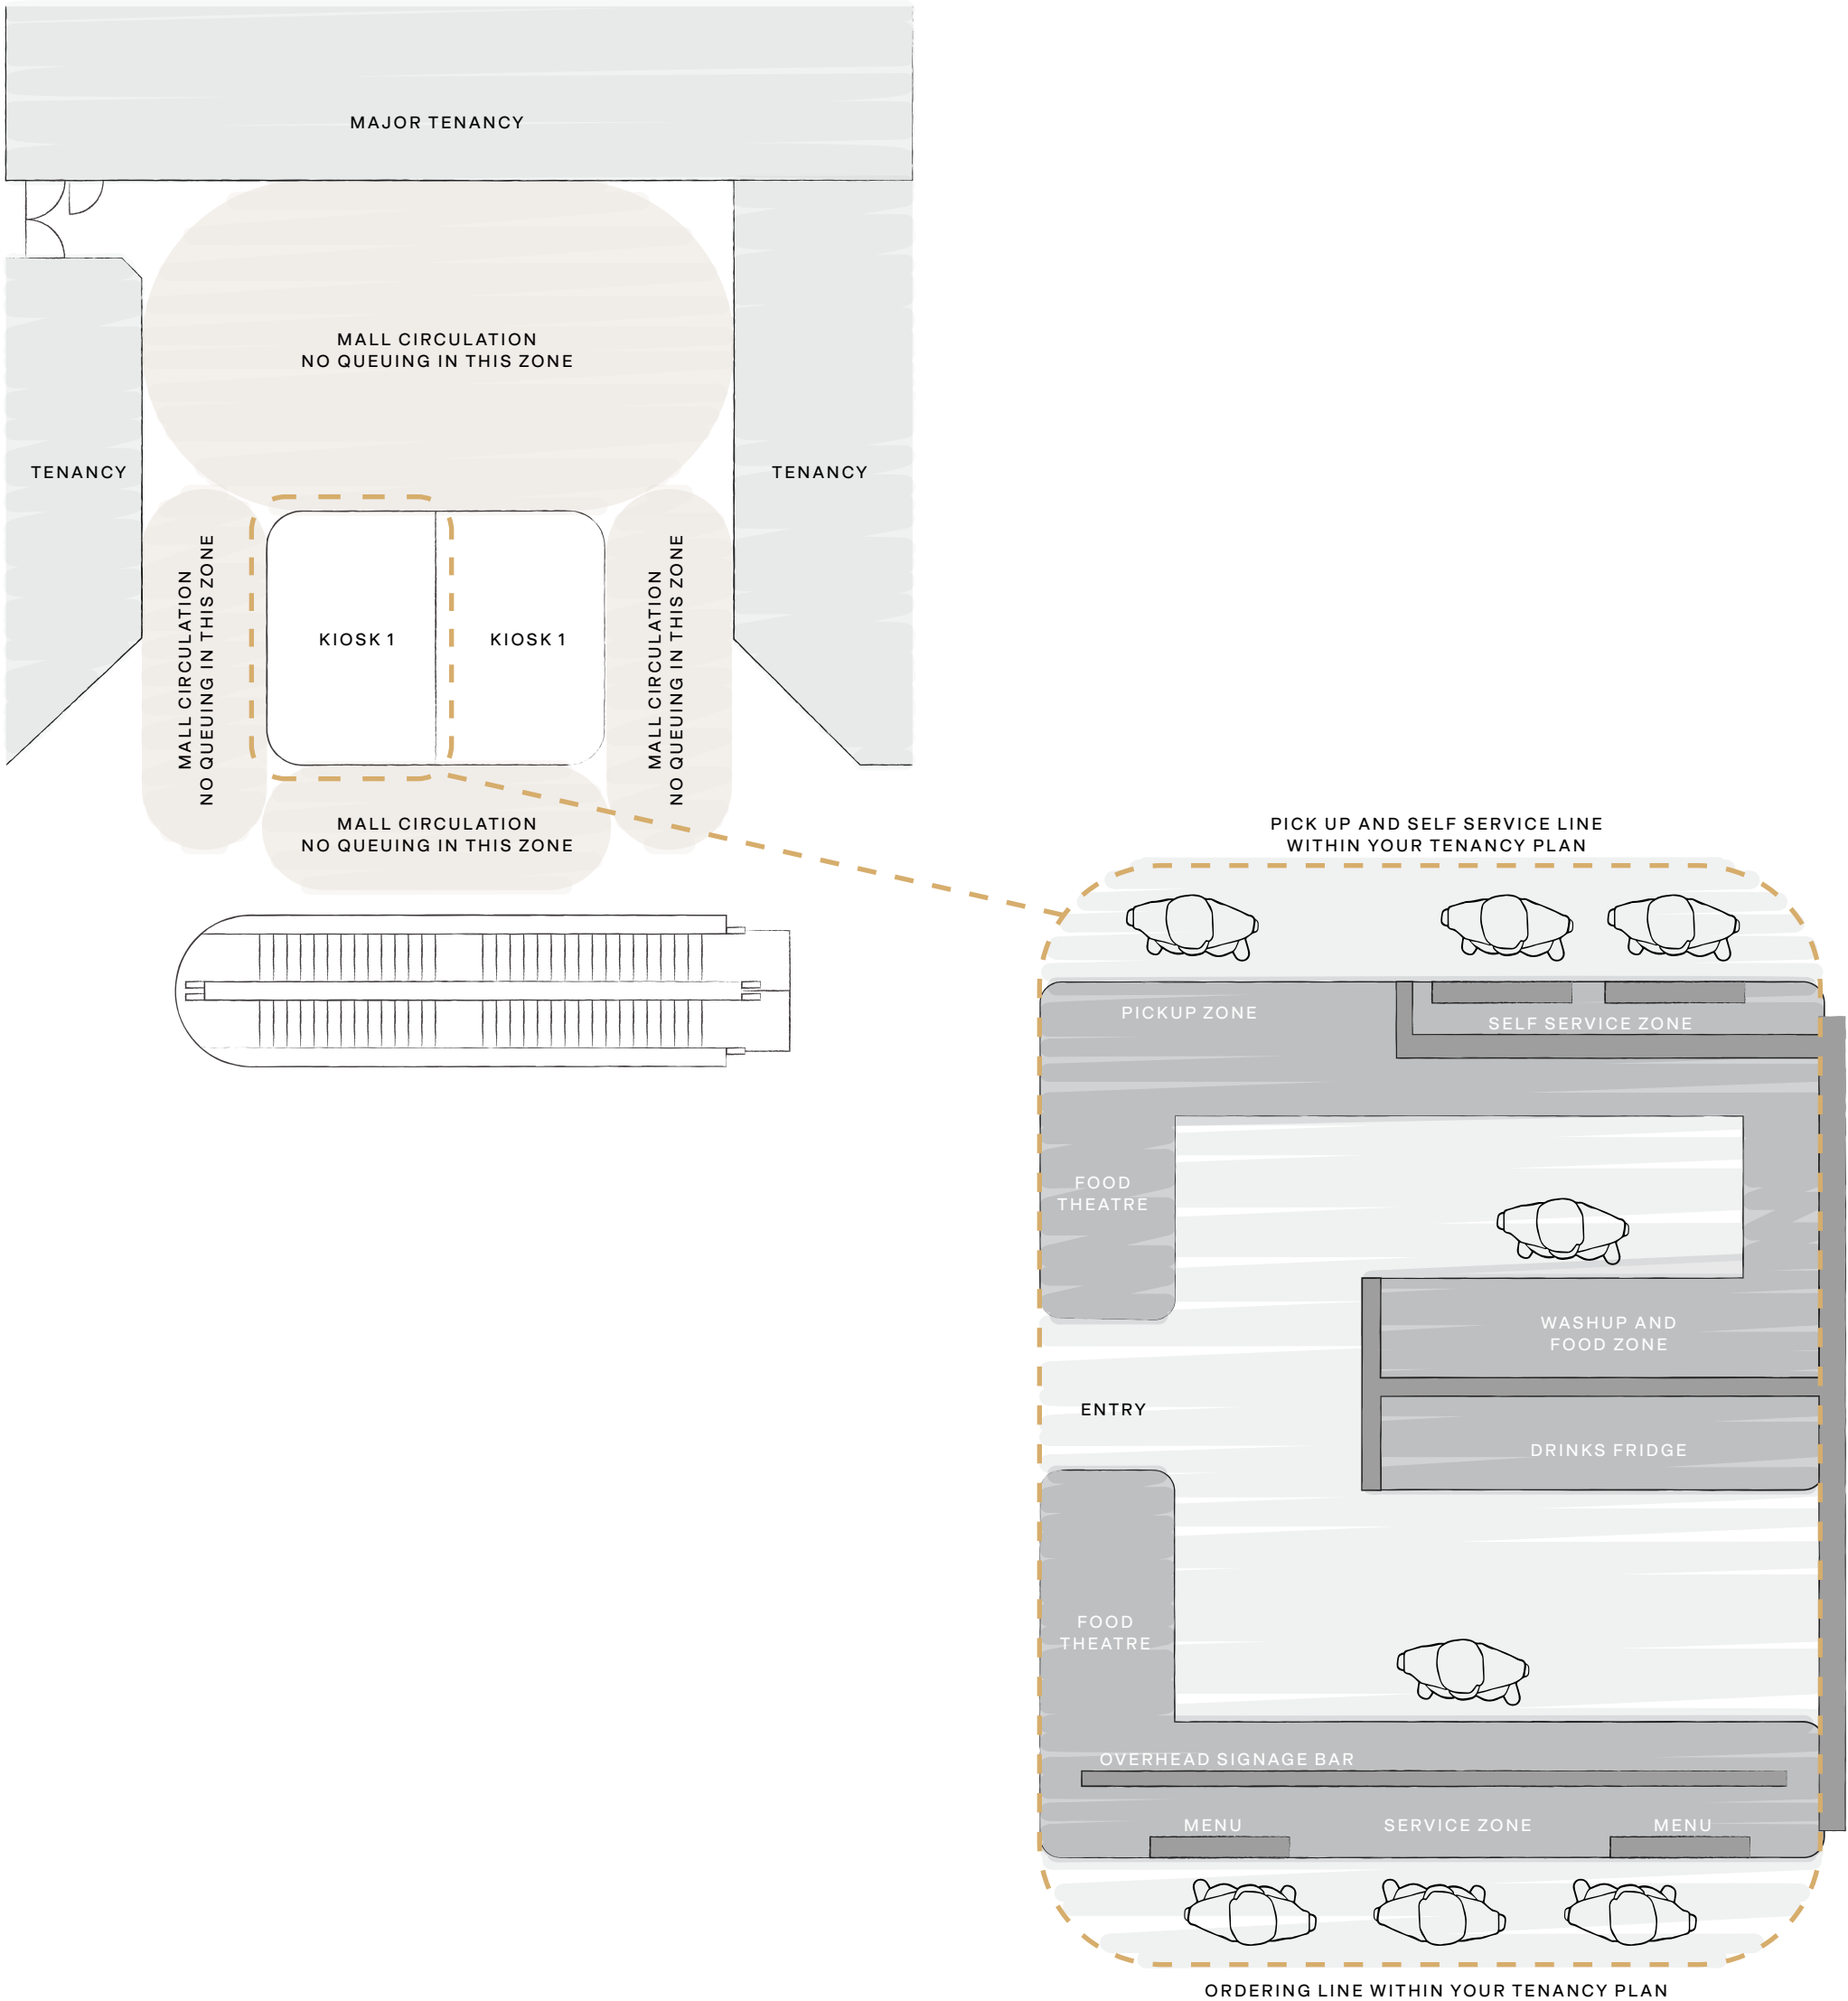 MAJOR TENANCY
MALL CIRCULATION
NO QUEUING IN THIS ZONE
TENANCY
TENANCY
MALL CIRCULATION
NO QUEUING IN THIS ZONE
KIOSK 1
KIOSK 1
MALL CIRCULATION
NO QUEUING IN THIS ZONE
MALL CIRCULATION
NO QUEUING IN THIS ZONE
PICK UP AND SELF SERVICE LINE
WITHIN YOUR TENANCY PLAN
PICKUP ZONE
SELF SERVICE ZONE
FOOD
THEATRE
WASHUP AND
FOOD ZONE
ENTRY
DRINKS FRIDGE
FOOD
THEATRE
OVERHEAD SIGNAGE BAR
MENU
SERVICE ZONE
MENU
ORDERING LINE WITHIN YOUR TENANCY PLAN